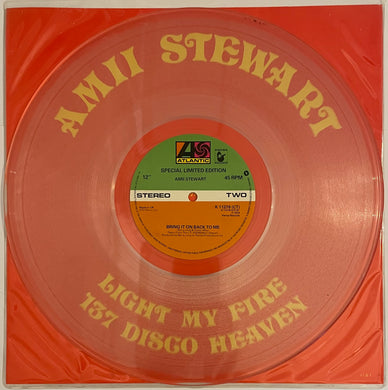 AMII STEWART
ATLANTIC
SPECIAL LIMITED EDITION
12"
45 RPM
AMII STEWART
STEREO
TWO
BRING IT ON BACK TO ME
LIGHT MY FIRE
137 DISCO HEAVEN